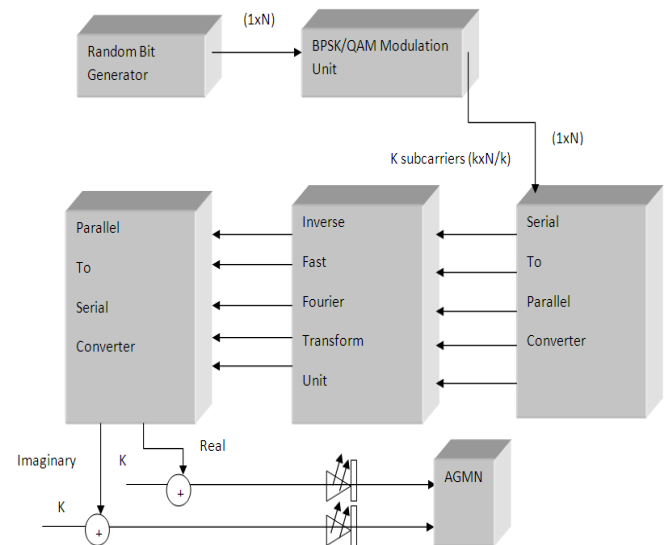 (1xN)
Random Bit
Generator
BPSK/QAM Modulation
Unit
(1xN)
K subcarriers (kxN/k)
Parallel
To
Serial
Converter
Inverse
Fast
Fourier
Transform
Unit
Serial
To
Parallel
Converter
Imaginary
K
Real
+
AGMN
K
+